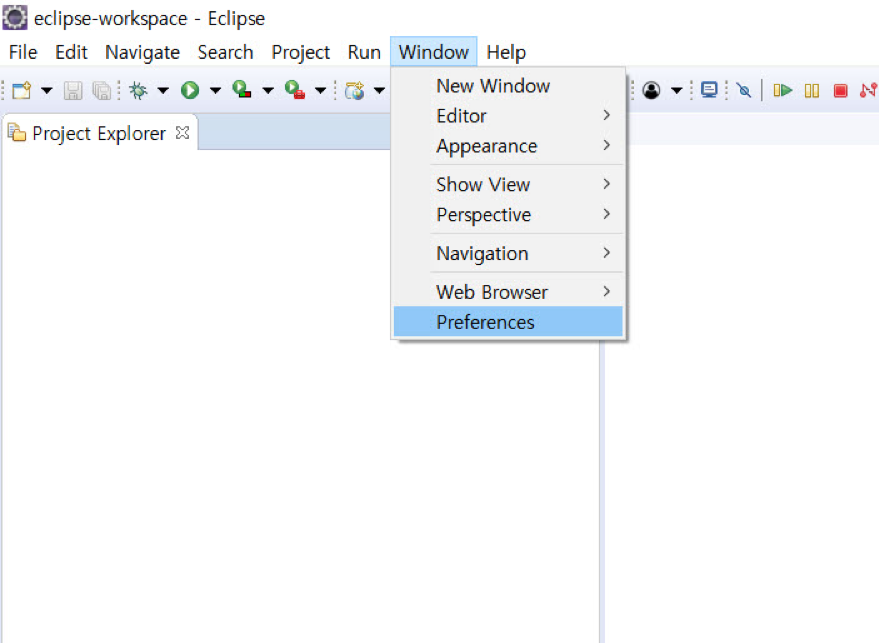 eclipse-workspace - Eclipse
File Edit Navigate Search Project Run Window Help
New Window
Editor
Appearance
Show View
Perspective
Navigation
Web Browser
Preferences
Project Explorer